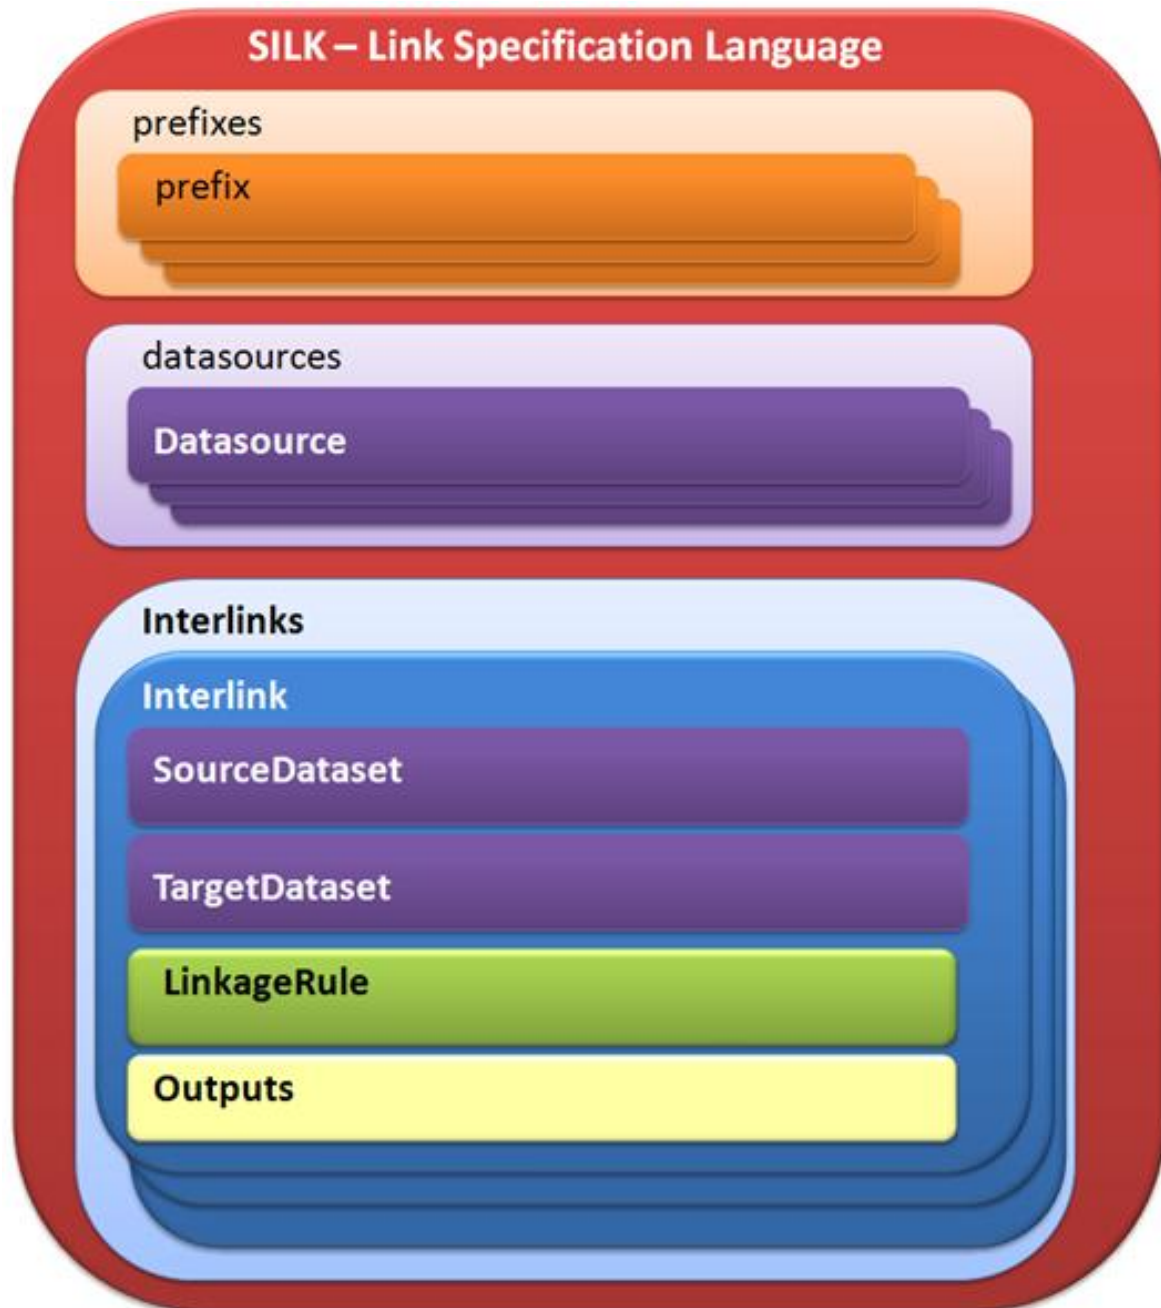 SILK – Link Specification Language
prefixes
prefix
datasources
Datasource
Interlinks
Interlink
SourceDataset
TargetDataset
LinkageRule
Outputs